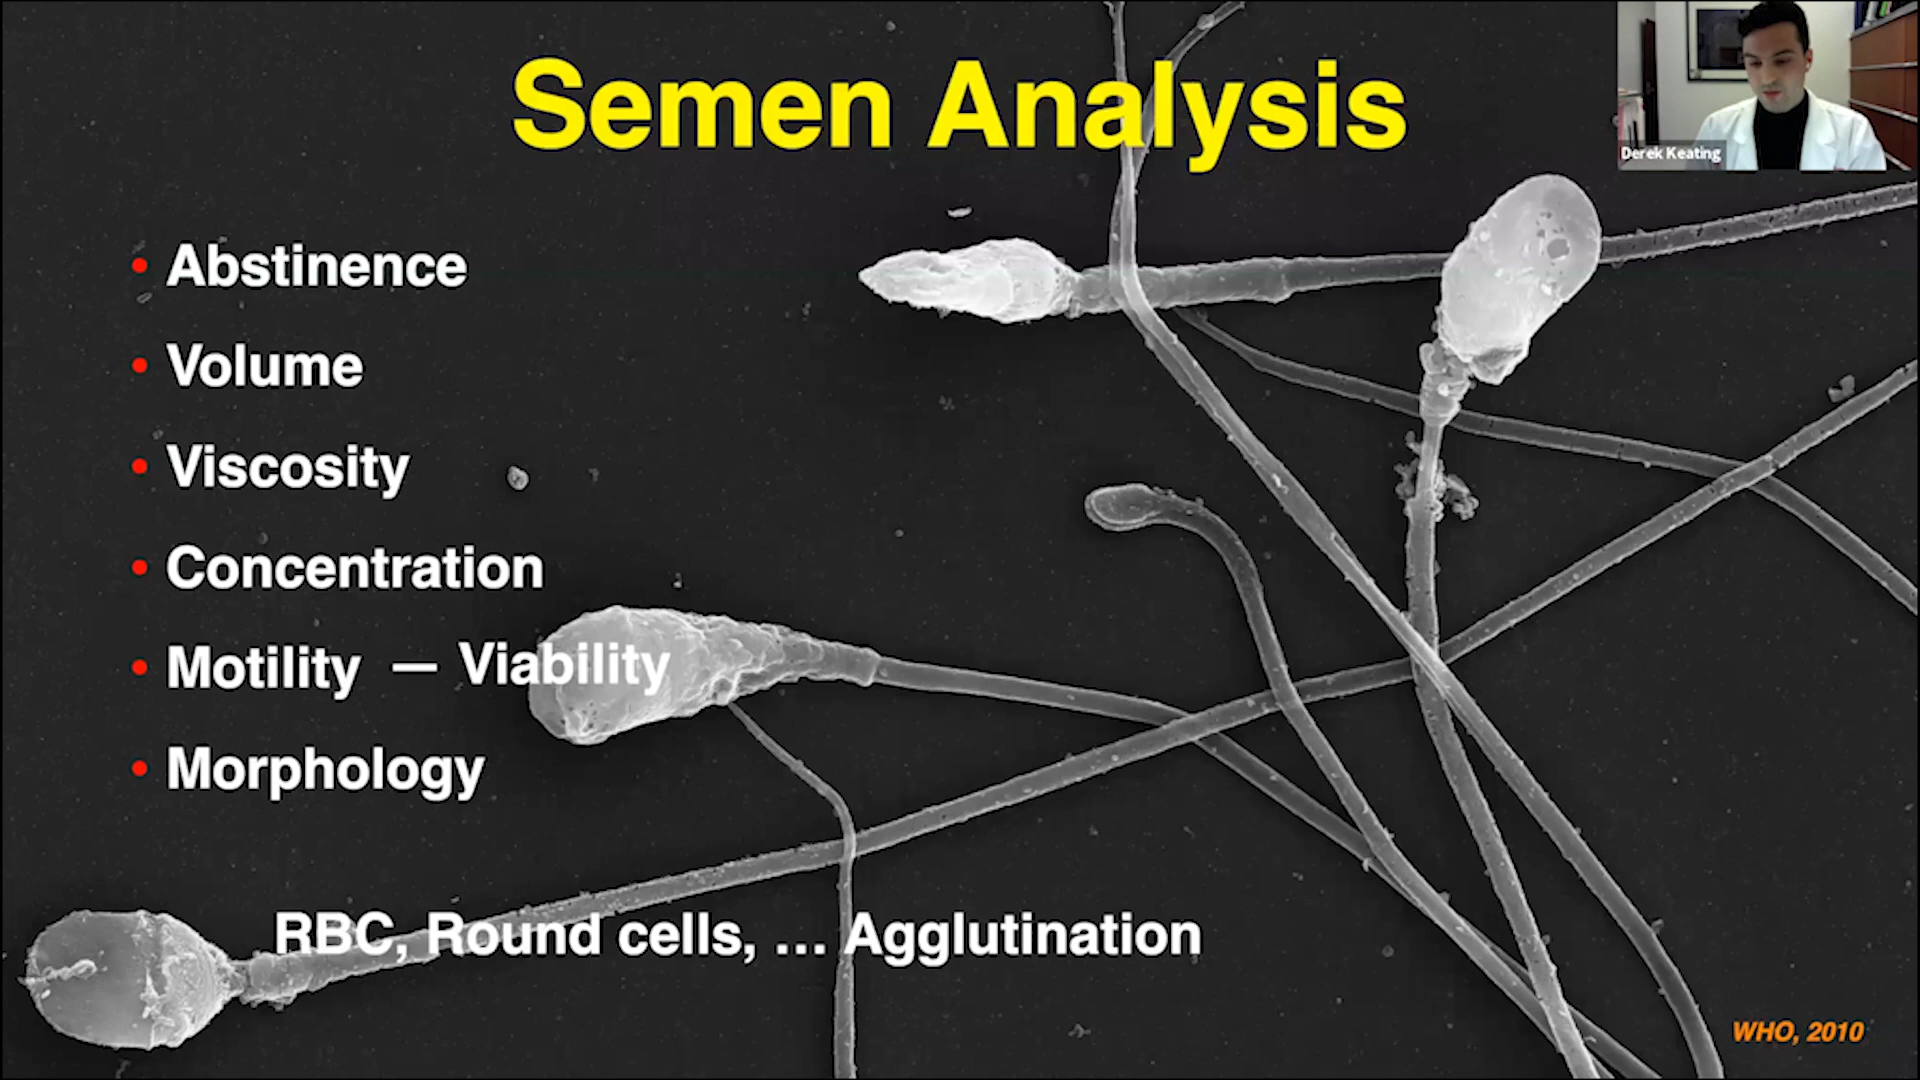 Semen Analysis
Derek Keating
• Abstinence
• Volume
• Viscosity
• Concentration
• Motility — Viability
• Morphology
RBC, Round cells, … Agglutination
WHO, 2010